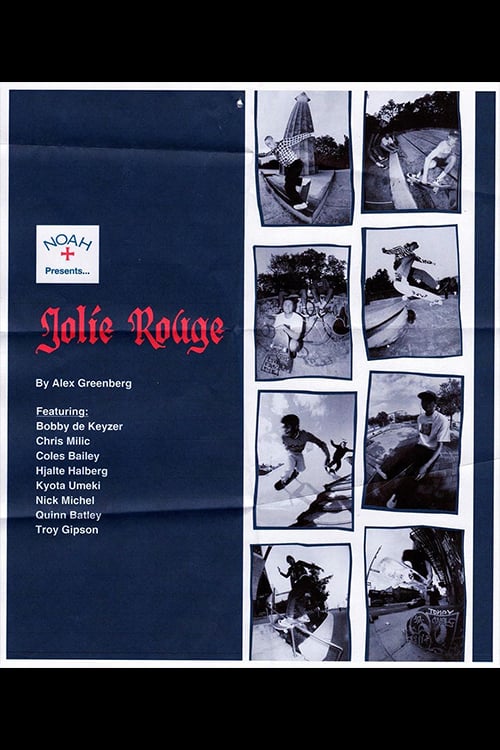 NOAH
Presents...
Jolie Rouge
By Alex Greenberg
Featuring:
Bobby de Keyzer
Chris Milic
Coles Bailey
Hjalte Halberg
Kyota Umeki
Nick Michel
Quinn Batley
Troy Gipson
TOMMY